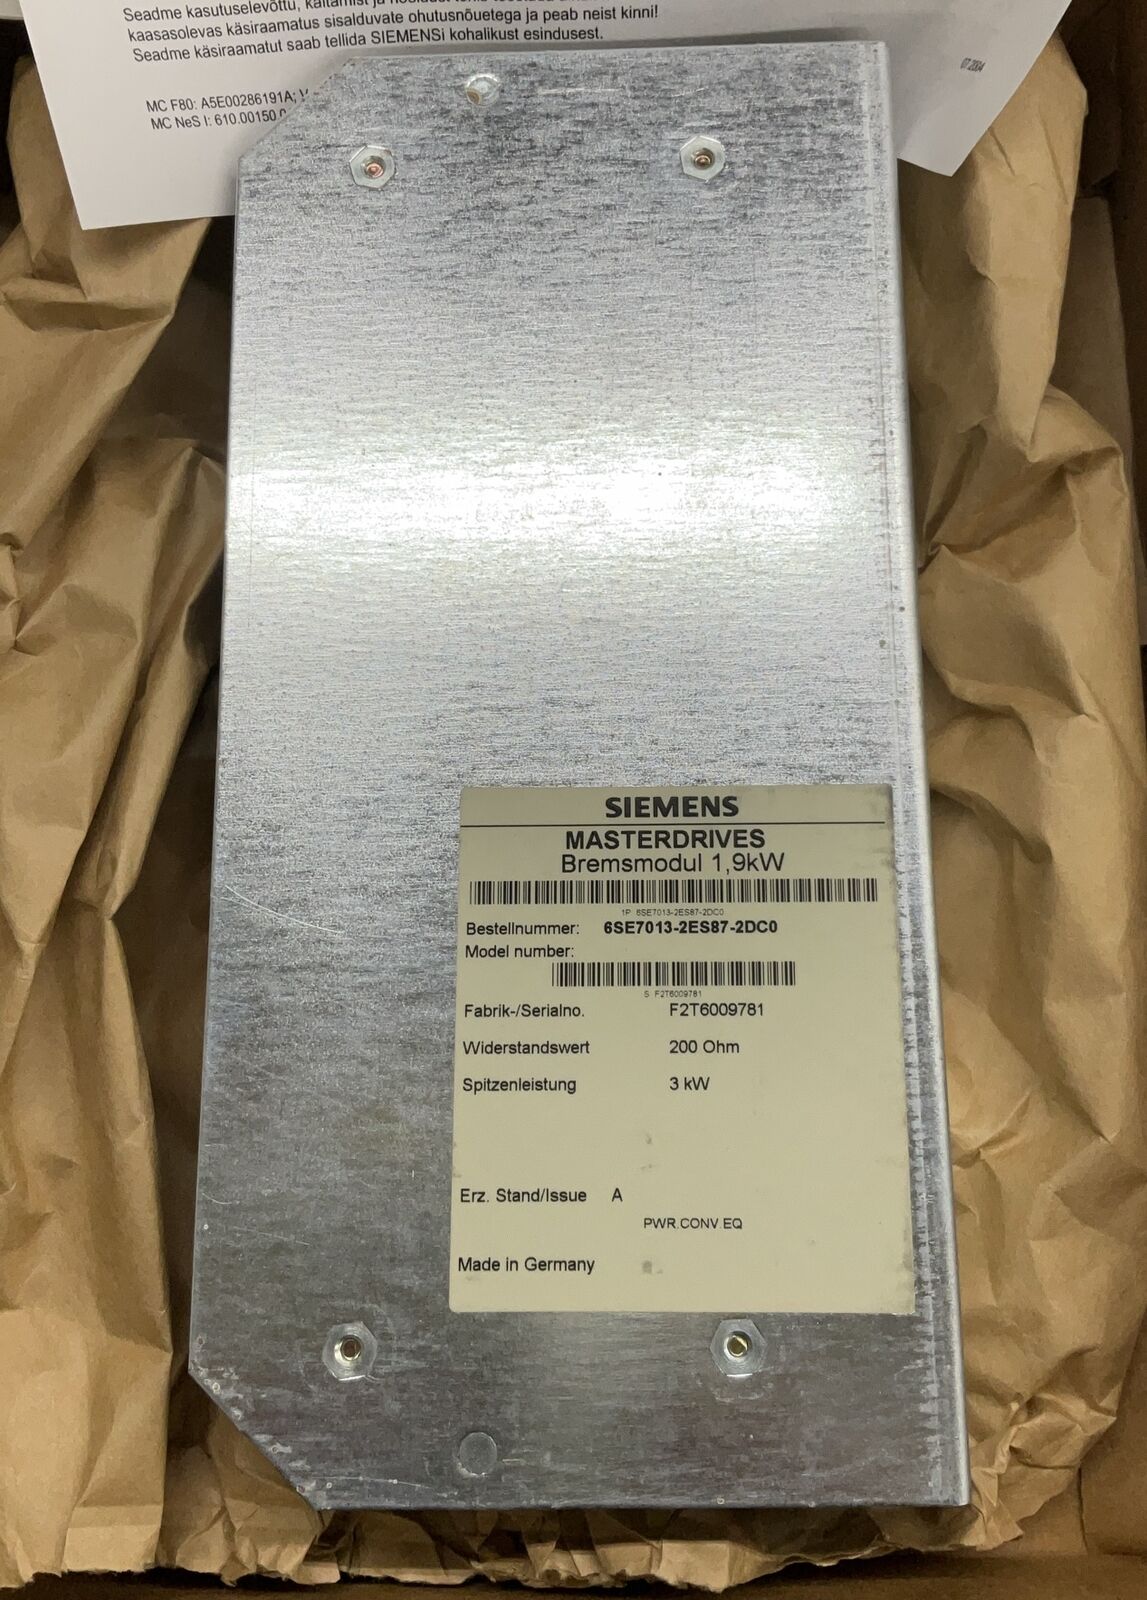 Seadme kasutuselevõttu,
kaasasolevas käsiraamatus sisalduvate ohutusnõuetega ja peab neist kinni!
Seadme käsiraamatut saab tellida SIEMENSi kohalikust esindusest.
07.2004
MC F80: A5E00286191A;
MC NeS I: 610.00150.0
SIEMENS
MASTERDRIVES
Bremsmodul 1,9kW
1P 6SE7013-2ES87-2DC0
Bestellnummer: 6SE7013-2ES87-2DC0
Model number:
S F2T6009781
Fabrik-/Serialno. F2T6009781
Widerstandswert 200 Ohm
Spitzenleistung 3 kW
Erz. Stand/Issue A
PWR.CONV.EQ
Made in Germany